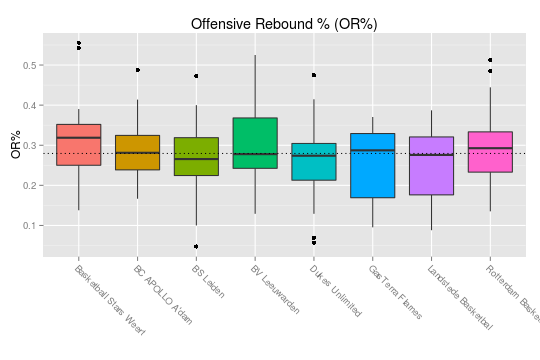 Offensive Rebound % (OR%)
OR%
0.5
0.4
0.3
0.2
0.1
Basketball Stars Weert
BC APOLLO A'dam
BS Leiden
BV Leeuwarden
Dukes Unlimited
GasTerra Flames
Landstede Basketbal
Rotterdam Basket